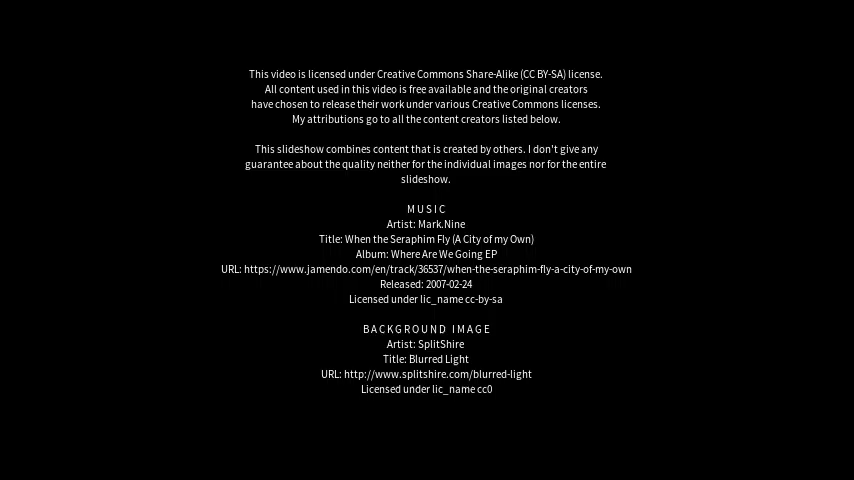 This video is licensed under Creative Commons Share-Alike (CC BY-SA) license.
All content used in this video is free available and the original creators
have chosen to release their work under various Creative Commons licenses.
My attributions go to all the content creators listed below.
This slideshow combines content that is created by others. I don't give any
guarantee about the quality neither for the individual images nor for the entire
slideshow.
MUSIC
Artist: Mark.Nine
Title: When the Seraphim Fly (A City of my Own)
Album: Where Are We Going EP
URL: https://www.jamendo.com/en/track/36537/when-the-seraphim-fly-a-city-of-my-own
Released: 2007-02-24
Licensed under lic_name cc-by-sa
BACKGROUND IMAGE
Artist: SplitShire
Title: Blurred Light
URL: http://www.splitshire.com/blurred-light
Licensed under lic_name cc0